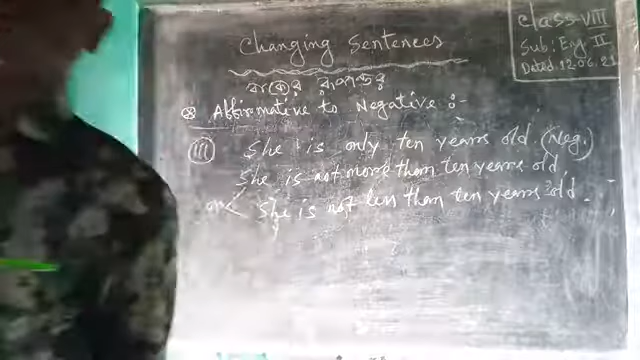 Class-VIII
Sub: Eng II
Dated 12.06.21
Changing Sentences
বাক্যের রূপান্তর
Affirmative to Negative :-
(III) She is only ten years old. (Neg.)
She is not more than ten years old.
or< She is not less than ten years old.